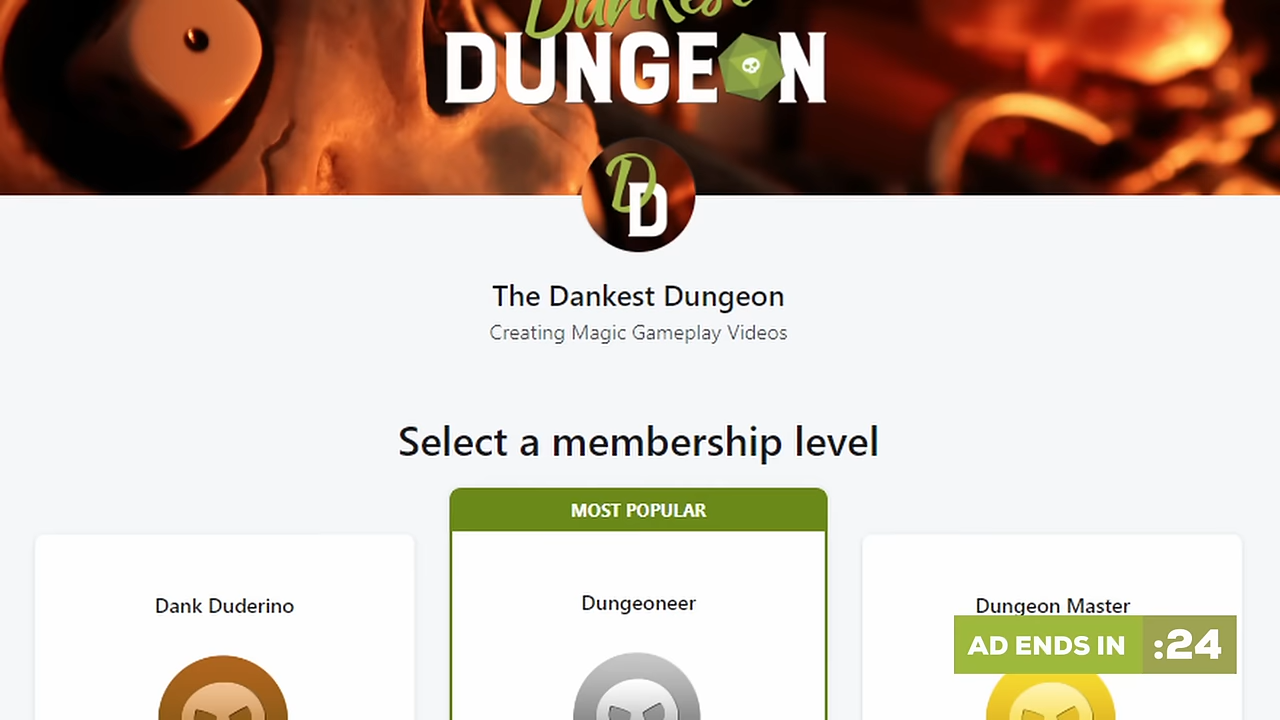 Dankest
DUNGEON
D
D
The Dankest Dungeon
Creating Magic Gameplay Videos
Select a membership level
MOST POPULAR
Dank Duderino
Dungeoneer
Dungeon Master
AD ENDS IN :24